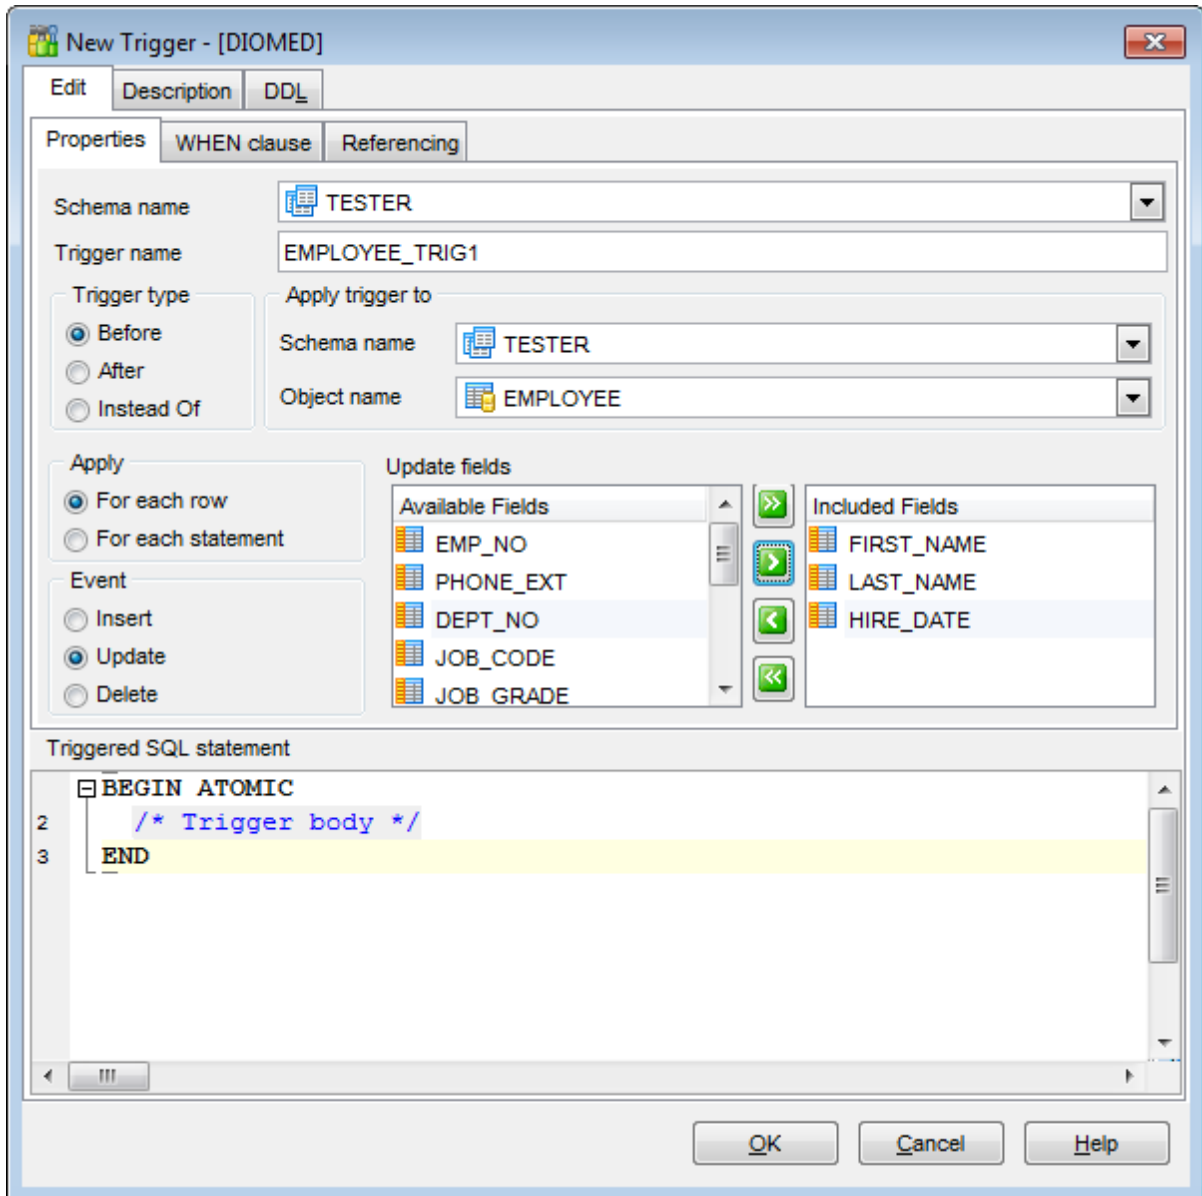 New Trigger - [DIOMED]
Edit Description DDL
Properties WHEN clause Referencing
Schema name TESTER
Trigger name EMPLOYEE_TRIG1
Trigger type
Before
After
Instead Of
Apply trigger to
Schema name TESTER
Object name EMPLOYEE
Apply
For each row
For each statement
Event
Insert
Update
Delete
Update fields
Available Fields
EMP_NO
PHONE_EXT
DEPT_NO
JOB_CODE
JOB_GRADE
Included Fields
FIRST_NAME
LAST_NAME
HIRE_DATE
Triggered SQL statement
BEGIN ATOMIC
2 /* Trigger body */
3 END
OK Cancel Help